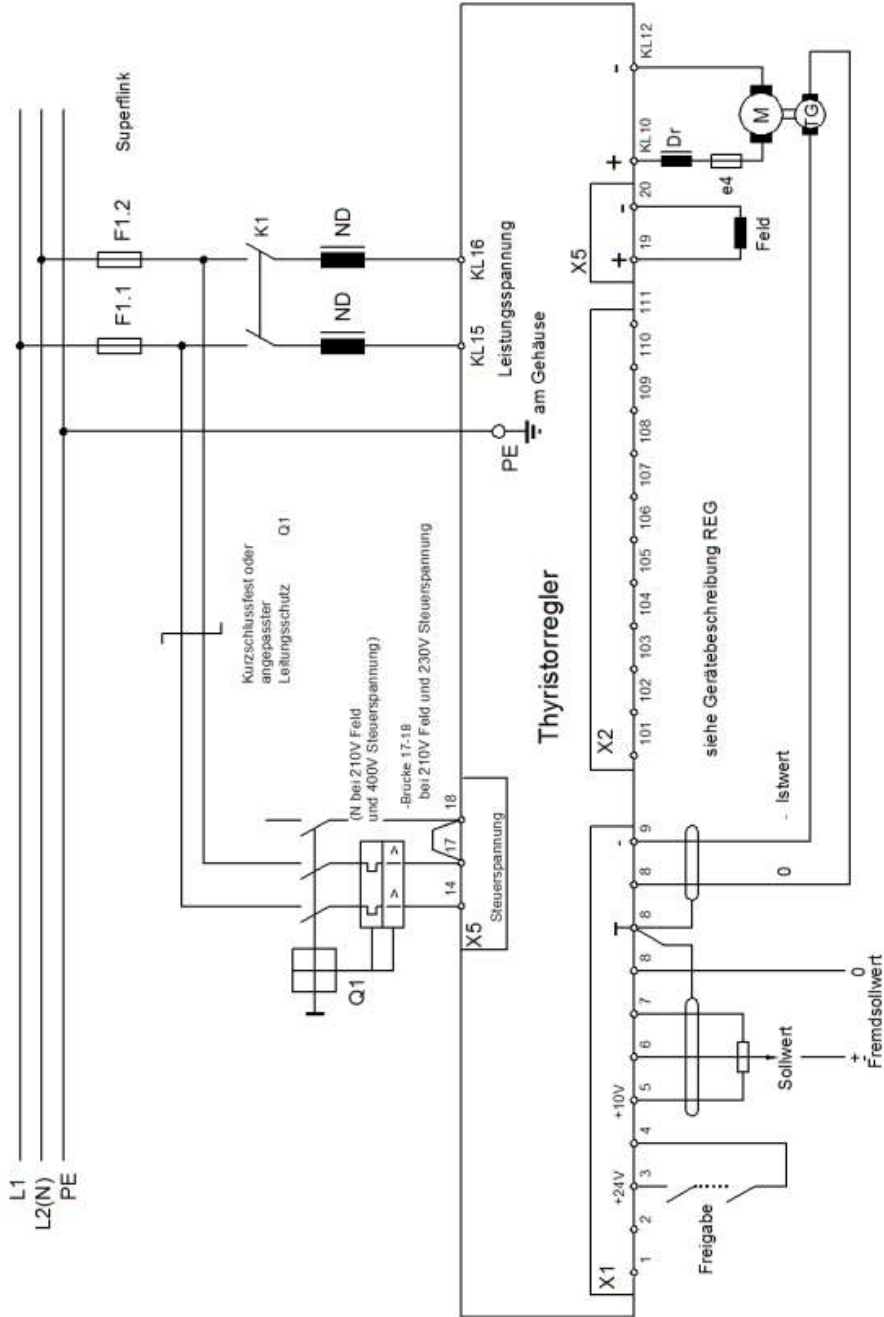 L1
L2(N)
PE
F1.1
F1.2
Superflink
K1
ND
ND
KL15
KL16
Leistungsspannung
PE
am Gehäuse
Kurzschlussfest oder
angepasster
Leitungsschutz
Q1
(N bei 210V Feld
und 400V Steuerspannung)
-Brücke 17-18
bei 210V Feld und 230V Steuerspannung
Q1
> >
14
17
18
X5
Steuerspannung
Thyristorregler
X1
X2
X5
1
2
3
4
5
6
7
8
8
8
9
101
102
103
104
105
106
107
108
109
110
111
19
20
KL10
KL12
+24V
+10V
-
+
-
+
-
Freigabe
Sollwert
+-
Fremdsollwert
0
0
- Istwert
siehe Gerätebeschreibung REG
Feld
Dr
e4
M
TG